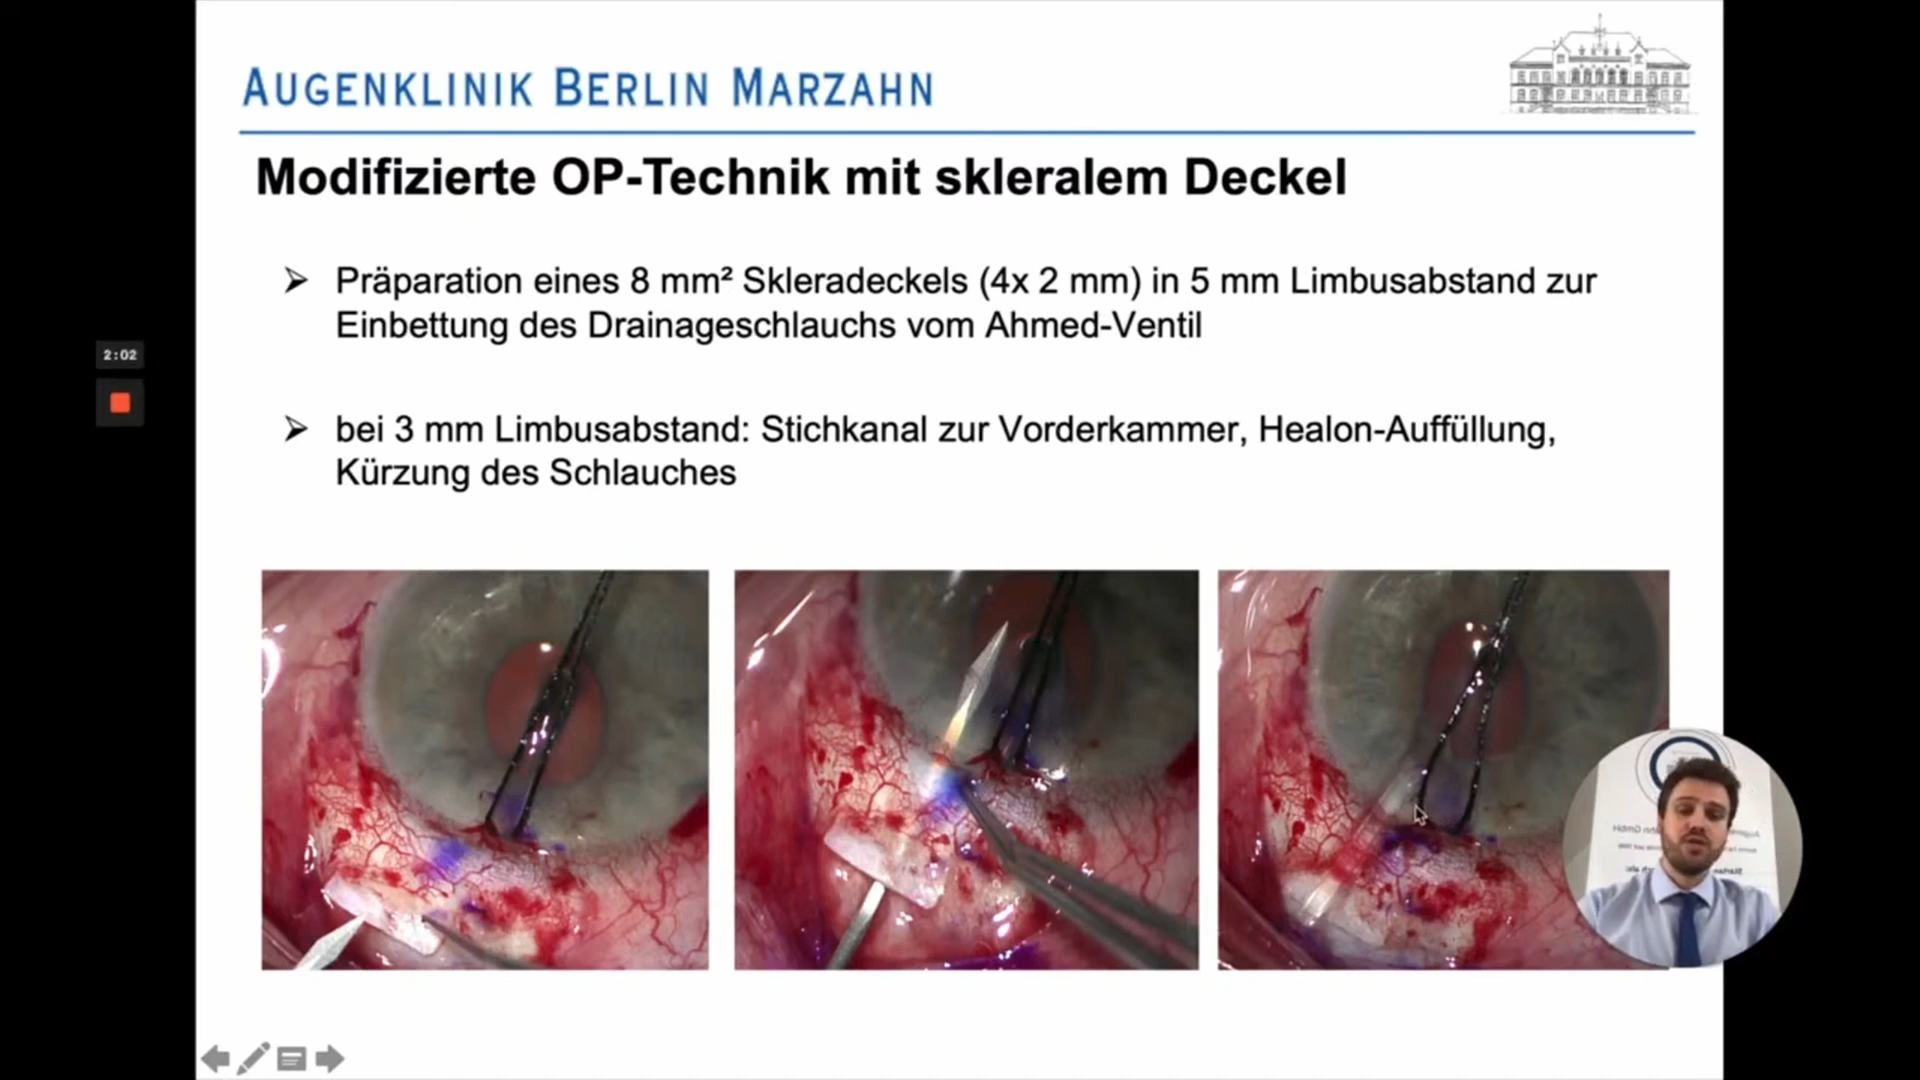 AUGENKLINIK BERLIN MARZAHN
Modifizierte OP-Technik mit skleralem Deckel
Präparation eines 8 mm² Skleradeckels (4x 2 mm) in 5 mm Limbusabstand zur
Einbettung des Drainageschlauchs vom Ahmed-Ventil
2:02
bei 3 mm Limbusabstand: Stichkanal zur Vorderkammer, Healon-Auffüllung,
Kürzung des Schlauches